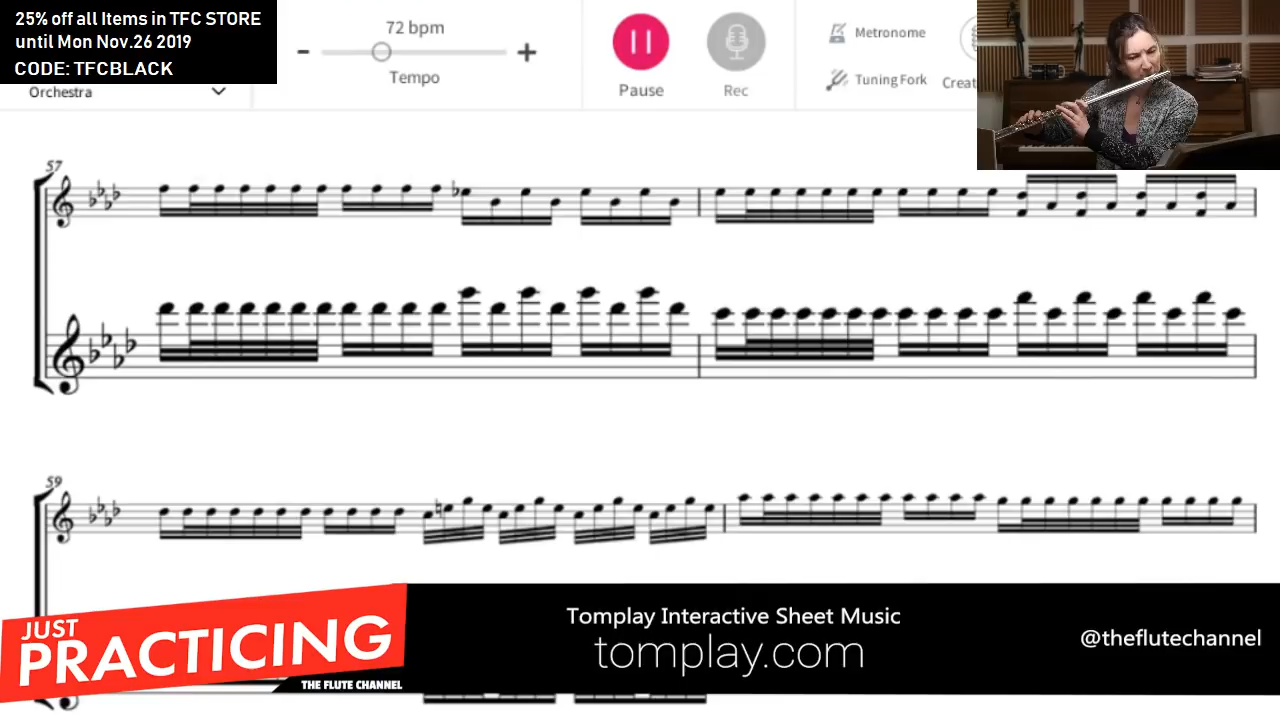 25% off all Items in TFC STORE
until Mon Nov.26 2019
CODE: TFCBLACK
Orchestra
72 bpm
Tempo
Pause
Rec
Metronome
Tuning Fork
Creat
57
59
JUST
PRACTICING
THE FLUTE CHANNEL
Tomplay Interactive Sheet Music
tomplay.com
@theflutechannel